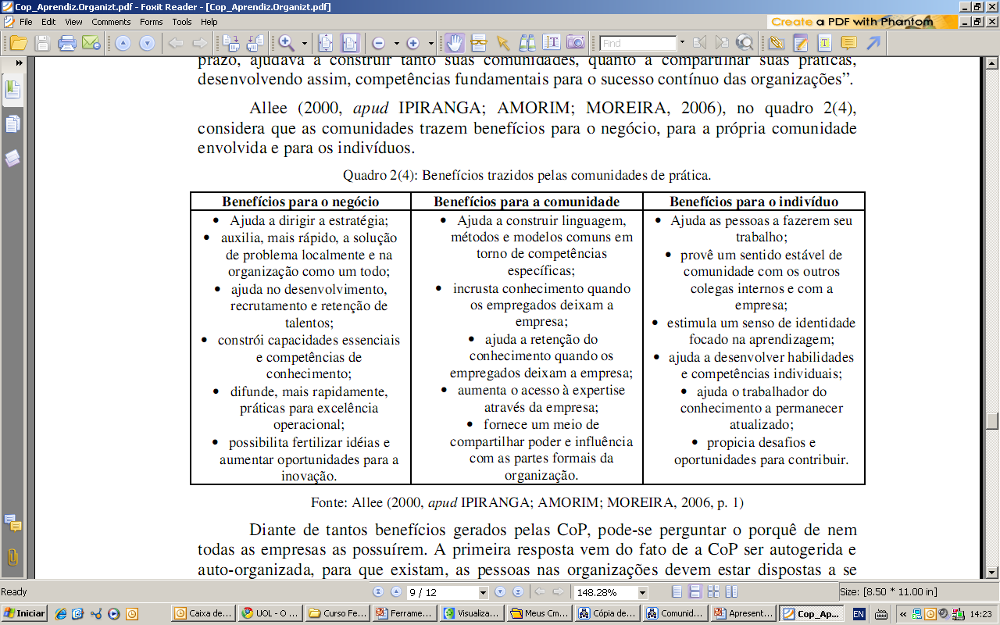 Cop_Aprendiz.Organizt.pdf - Foxit Reader - [Cop_Aprendiz.Organizt.pdf]
File Edit View Comments Forms Tools Help
Create a PDF with Phantom
Find
prazo, ajudava a construir tanto suas comunidades, quanto a compartilhar suas práticas,
desenvolvendo assim, competências fundamentais para o sucesso contínuo das organizações”.
Allee (2000, apud IPIRANGA; AMORIM; MOREIRA, 2006), no quadro 2(4),
considera que as comunidades trazem benefícios para o negócio, para a própria comunidade
envolvida e para os indivíduos.
Quadro 2(4): Benefícios trazidos pelas comunidades de prática.
Benefícios para o negócio
• Ajuda a dirigir a estratégia;
• auxilia, mais rápido, a solução
de problema localmente e na
organização como um todo;
• ajuda no desenvolvimento,
recrutamento e retenção de
talentos;
• constrói capacidades essenciais
e competências de
conhecimento;
• difunde, mais rapidamente,
práticas para excelência
operacional;
• possibilita fertilizar idéias e
aumentar oportunidades para a
inovação.
Benefícios para a comunidade
• Ajuda a construir linguagem,
métodos e modelos comuns em
torno de competências
específicas;
• incrusta conhecimento quando
os empregados deixam a
empresa;
• ajuda a retenção do
conhecimento quando os
empregados deixam a empresa;
• aumenta o acesso à expertise
através da empresa;
• fornece um meio de
compartilhar poder e influência
com as partes formais da
organização.
Benefícios para o indivíduo
• Ajuda as pessoas a fazerem seu
trabalho;
• provê um sentido estável de
comunidade com os outros
colegas internos e com a
empresa;
• estimula um senso de identidade
focado na aprendizagem;
• ajuda a desenvolver habilidades
e competências individuais;
• ajuda o trabalhador do
conhecimento a permanecer
atualizado;
• propicia desafios e
oportunidades para contribuir.
Fonte: Allee (2000, apud IPIRANGA; AMORIM; MOREIRA, 2006, p. 1)
Diante de tantos benefícios gerados pelas CoP, pode-se perguntar o porquê de nem
todas as empresas as possuírem. A primeira resposta vem do fato de a CoP ser autogerida e
auto-organizada, para que existam, as pessoas nas organizações devem estar dispostas a se
Ready
9 / 12
148.28%
Size: [8.50 * 11.00 in]
Iniciar
Caixa de...
UOL - O ...
Curso Fe...
Ferrame...
Visualiza...
Meus Cm...
Cópia de...
Comunid...
Apresent...
Cop_Ap...
EN
14:23